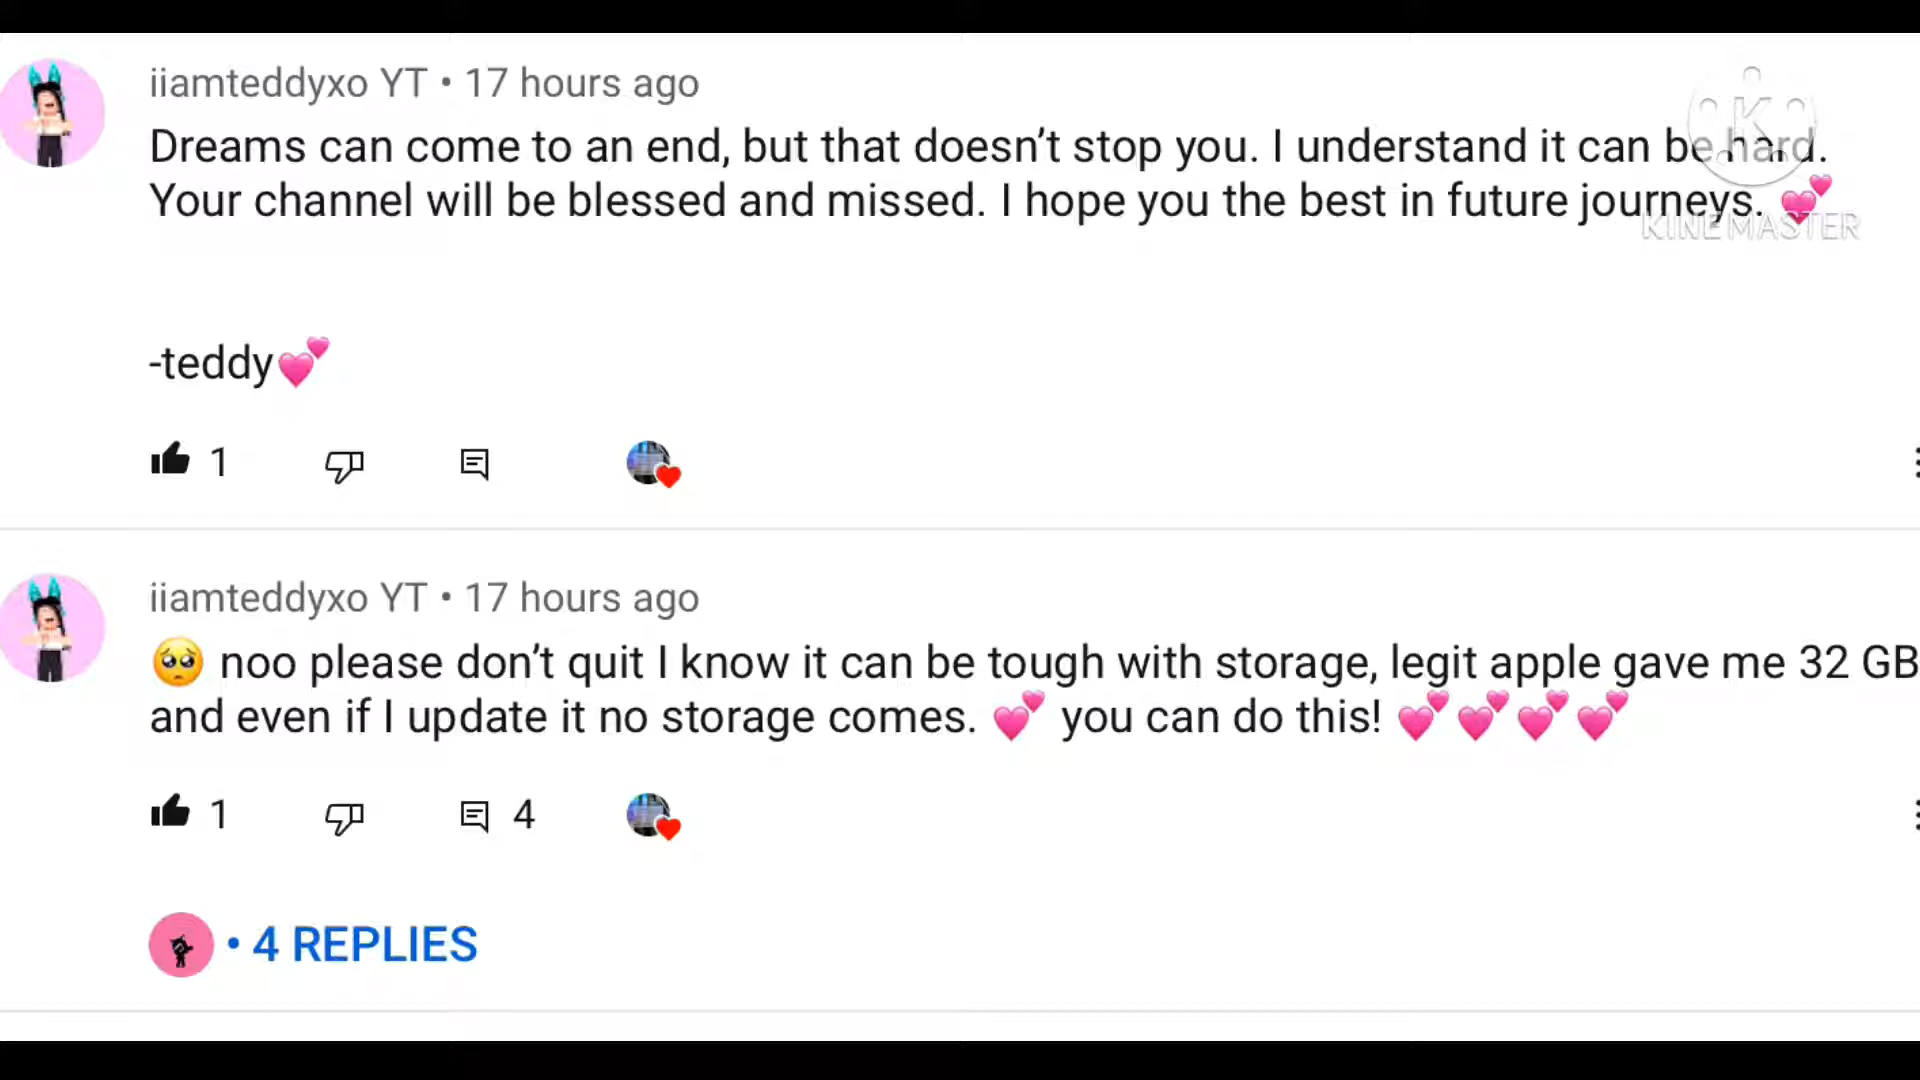 iiamteddyxo YT • 17 hours ago
Dreams can come to an end, but that doesn’t stop you. I understand it can be hard.
Your channel will be blessed and missed. I hope you the best in future journeys. 💕
KINEMASTER
-teddy💕
1
iiamteddyxo YT • 17 hours ago
🥺 noo please don’t quit I know it can be tough with storage, legit apple gave me 32 GB
and even if I update it no storage comes. 💕 you can do this! 💕💕💕💕
1 4
• 4 REPLIES